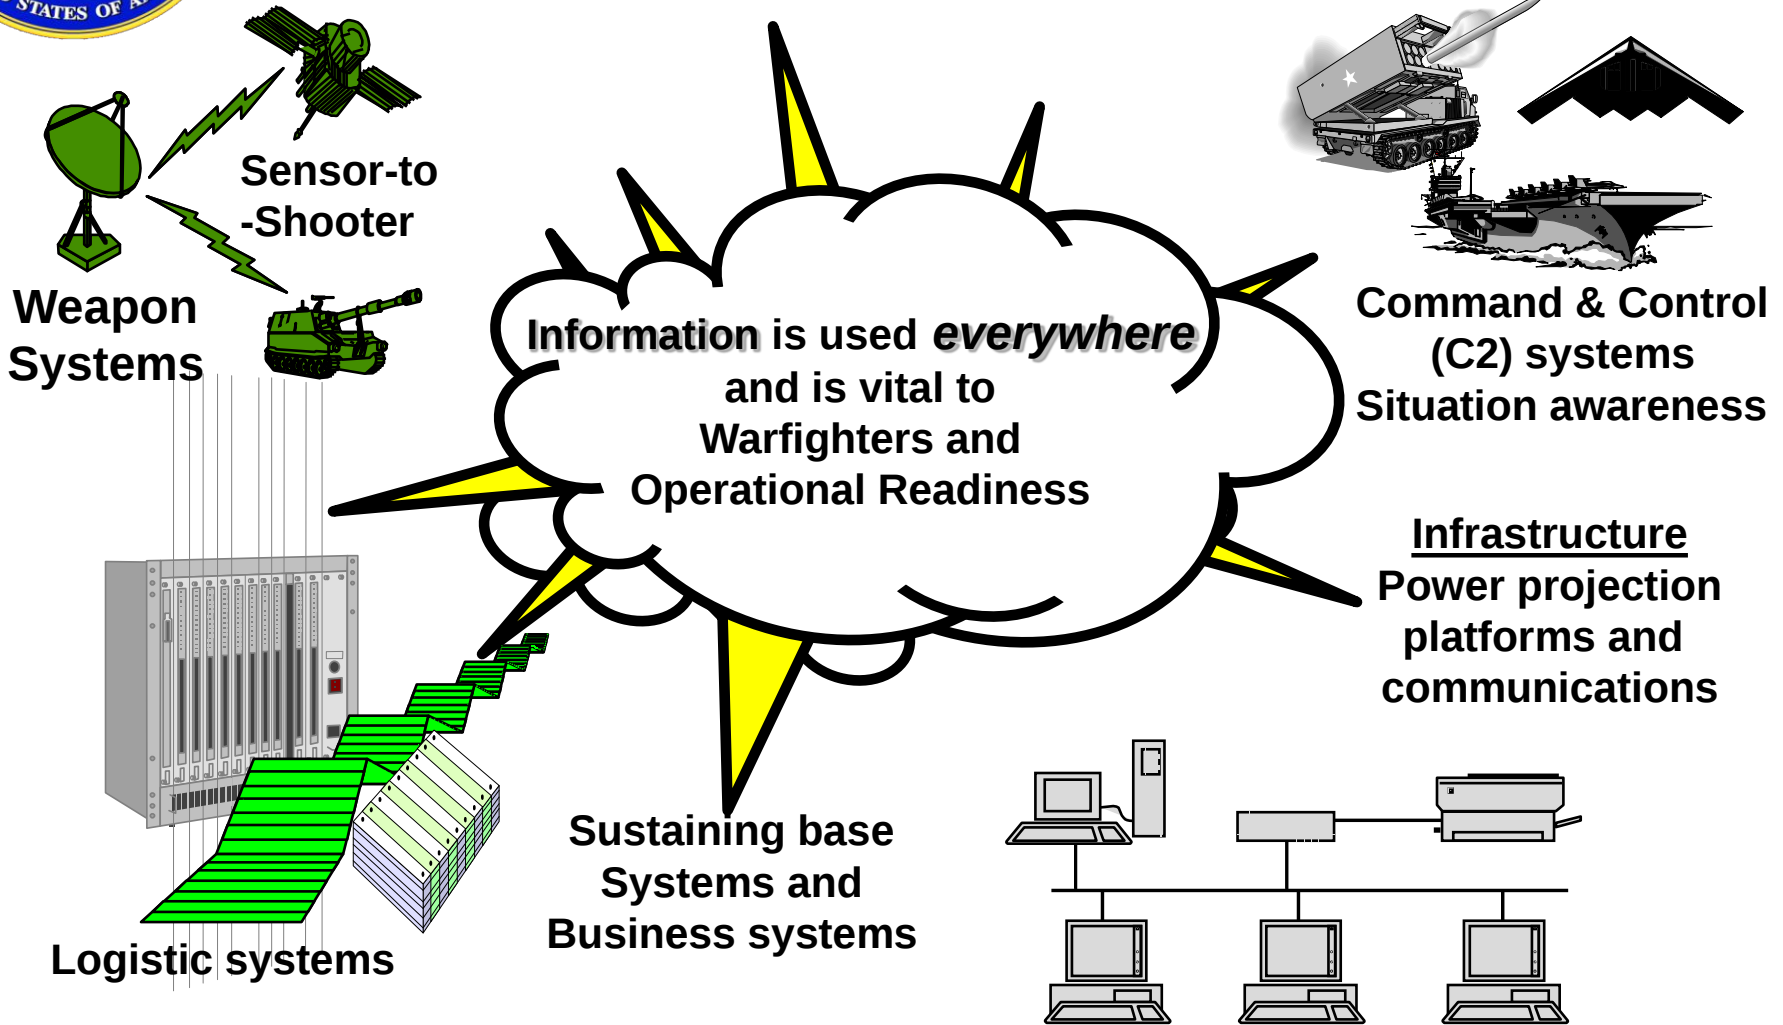 STATES OF
Sensor-to
-Shooter
Weapon
Systems
Information is used everywhere
and is vital to
Warfighters and
Operational Readiness
Command & Control
(C2) systems
Situation awareness
Infrastructure
Power projection
platforms and
communications
Sustaining base
Systems and
Business systems
Logistic systems